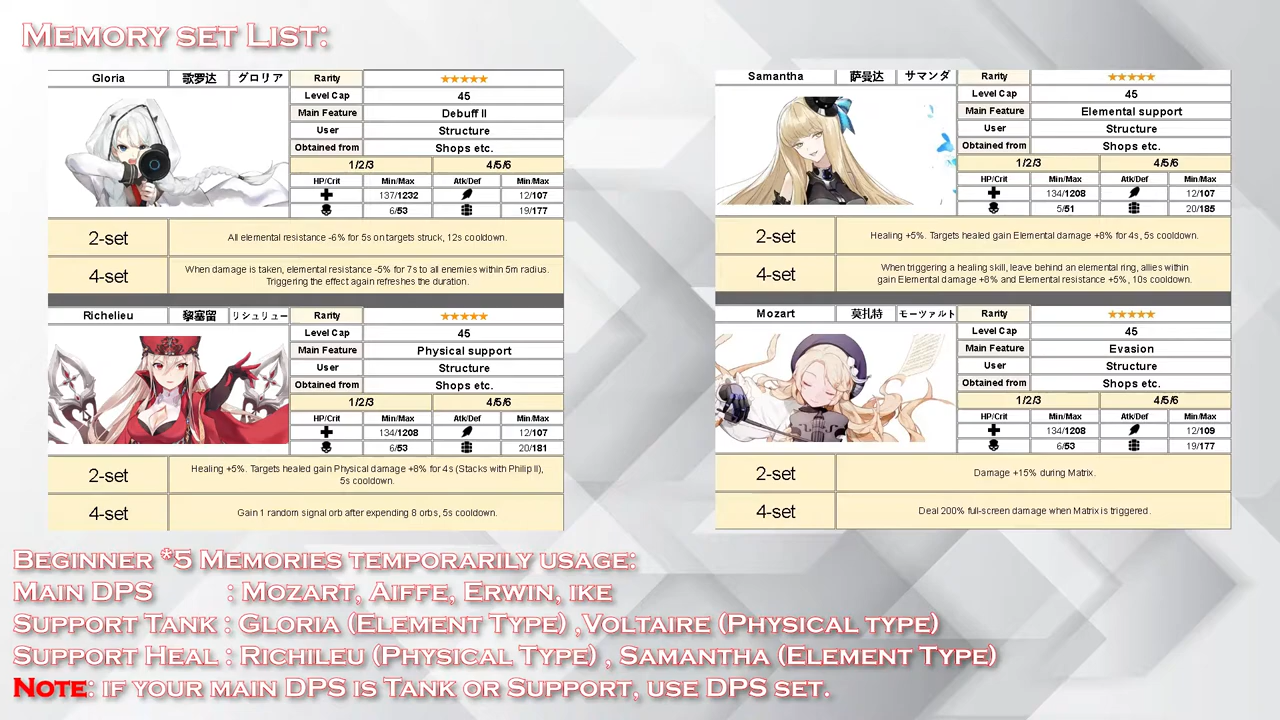 Memory set List:
Gloria 歌罗达 グロリア Rarity ★★★★★
Level Cap 45
Main Feature Debuff II
User Structure
Obtained from Shops etc.
1/2/3 4/5/6
HP/Crit Min/Max Atk/Def Min/Max
137/1232 12/107
6/53 19/177
2-set All elemental resistance -6% for 5s on targets struck, 12s cooldown.
4-set When damage is taken, elemental resistance -5% for 7s to all enemies within 5m radius.
Triggering the effect again refreshes the duration.
Richelieu 黎塞留 リシュリュー Rarity ★★★★★
Level Cap 45
Main Feature Physical support
User Structure
Obtained from Shops etc.
1/2/3 4/5/6
HP/Crit Min/Max Atk/Def Min/Max
134/1208 12/107
6/53 20/181
2-set Healing +5%. Targets healed gain Physical damage +8% for 4s (Stacks with Philip II),
5s cooldown.
4-set Gain 1 random signal orb after expending 8 orbs, 5s cooldown.
Samantha 萨曼达 サマンダ Rarity ★★★★★
Level Cap 45
Main Feature Elemental support
User Structure
Obtained from Shops etc.
1/2/3 4/5/6
HP/Crit Min/Max Atk/Def Min/Max
134/1208 12/107
5/51 20/185
2-set Healing +5%. Targets healed gain Elemental damage +8% for 4s, 5s cooldown.
4-set When triggering a healing skill, leave behind an elemental ring, allies within
gain Elemental damage +8% and Elemental resistance +5%, 10s cooldown.
Mozart 莫扎特 モーツァルト Rarity ★★★★★
Level Cap 45
Main Feature Evasion
User Structure
Obtained from Shops etc.
1/2/3 4/5/6
HP/Crit Min/Max Atk/Def Min/Max
134/1208 12/109
6/53 19/177
2-set Damage +15% during Matrix.
4-set Deal 200% full-screen damage when Matrix is triggered.
Beginner *5 Memories temporarily usage:
Main DPS : Mozart, Aiffe, Erwin, ike
Support Tank : Gloria (Element Type) ,Voltaire (Physical type)
Support Heal : Richileu (Physical Type) , Samantha (Element Type)
Note: if your main DPS is Tank or Support, use DPS set.